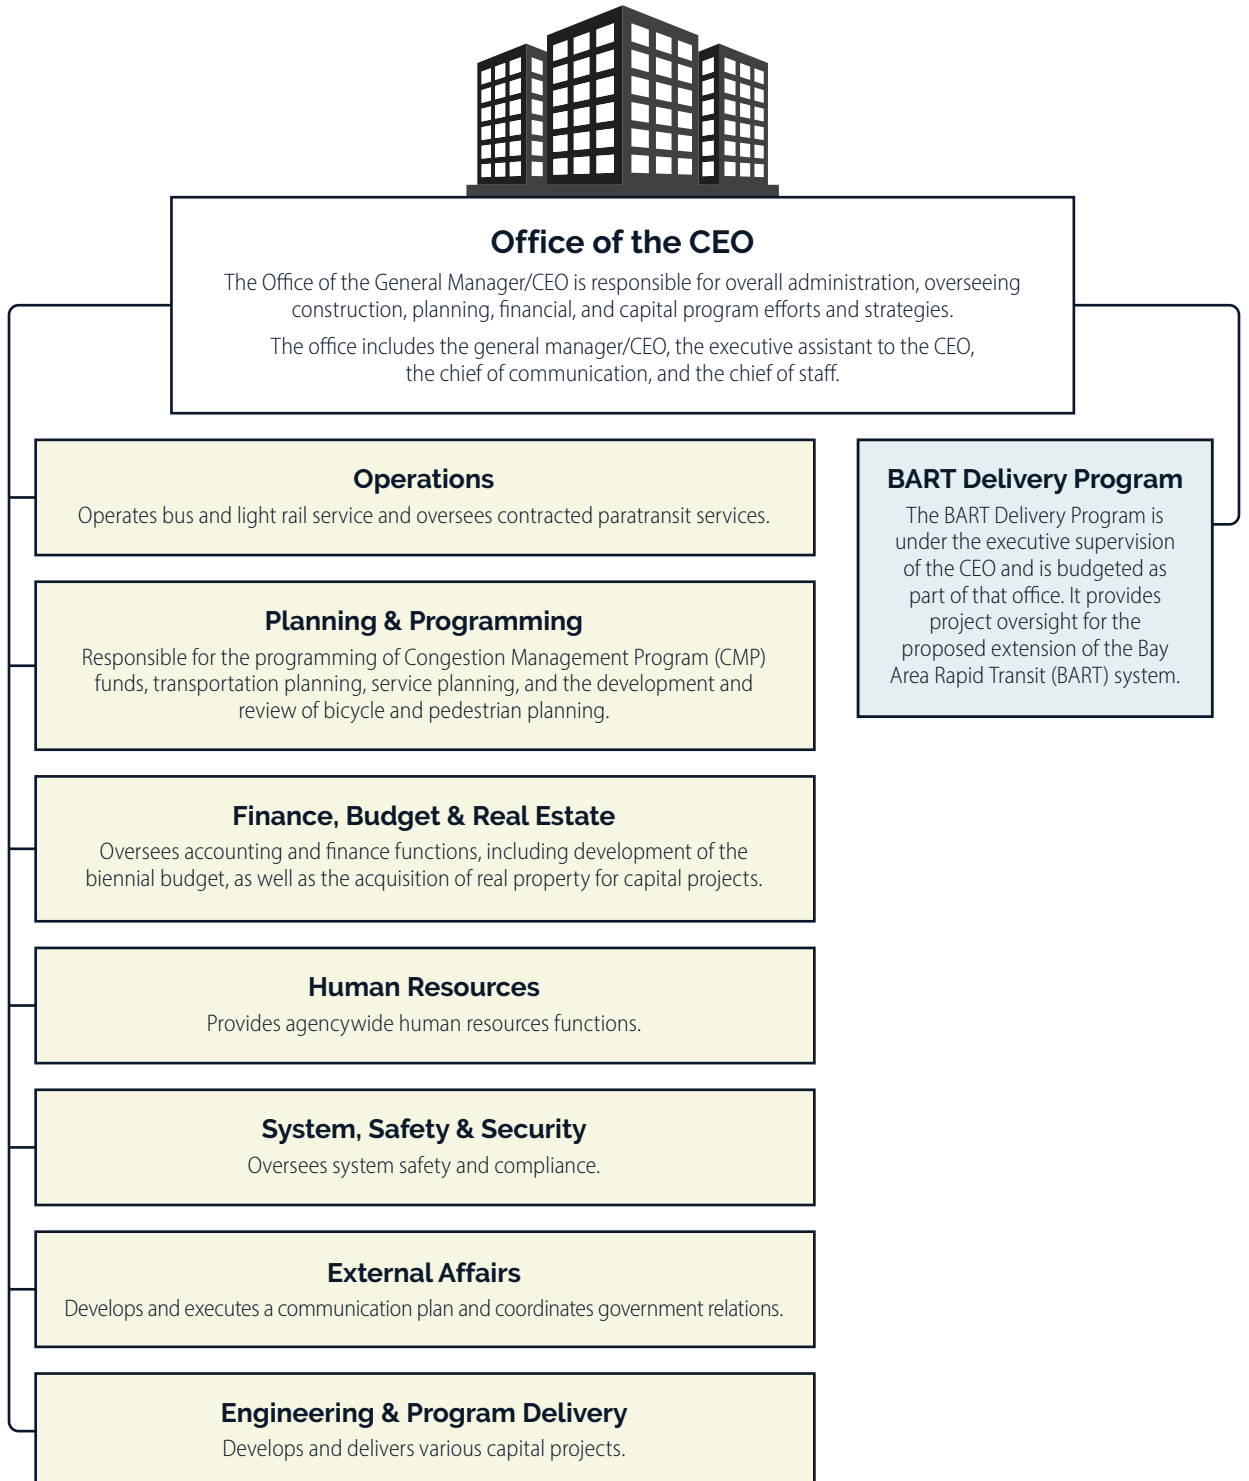 Office of the CEO
The Office of the General Manager/CEO is responsible for overall administration, overseeing
construction, planning, financial, and capital program efforts and strategies.
The office includes the general manager/CEO, the executive assistant to the CEO,
the chief of communication, and the chief of staff.
Operations
Operates bus and light rail service and oversees contracted paratransit services.
Planning & Programming
Responsible for the programming of Congestion Management Program (CMP)
funds, transportation planning, service planning, and the development and
review of bicycle and pedestrian planning.
Finance, Budget & Real Estate
Oversees accounting and finance functions, including development of the
biennial budget, as well as the acquisition of real property for capital projects.
Human Resources
Provides agencywide human resources functions.
System, Safety & Security
Oversees system safety and compliance.
External Affairs
Develops and executes a communication plan and coordinates government relations.
Engineering & Program Delivery
Develops and delivers various capital projects.
BART Delivery Program
The BART Delivery Program is
under the executive supervision
of the CEO and is budgeted as
part of that office. It provides
project oversight for the
proposed extension of the Bay
Area Rapid Transit (BART) system.